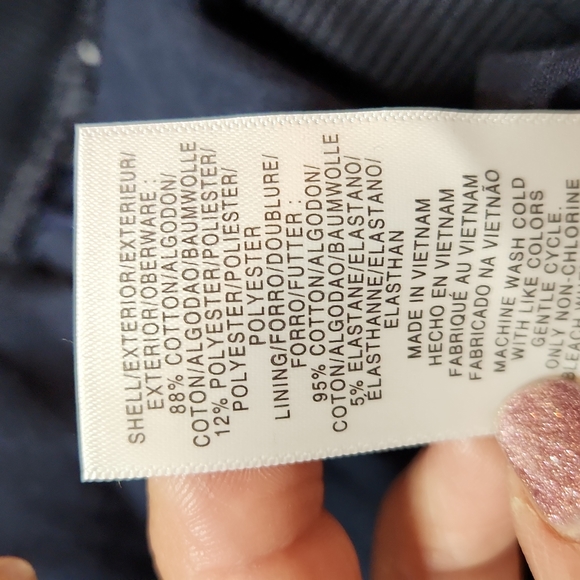 SHELL/EXTERIOR/EXTERIEUR/
EXTERIOR/OBERWARE :
88% COTTON/ALGODON/
COTON/ALGODAO/BAUMWOLLE
12% POLYESTER/POLIESTER/
POLYESTER/POLIESTER/
POLYESTER
LINING/FORRO/DOUBLURE/
FORRO/FUTTER :
95% COTTON/ALGODON/
COTON/ALGODAO/BAUMWOLLE
5% ELASTANE/ELASTANO/
ELASTHANNE/ELASTANO/
ELASTHAN
MADE IN VIETNAM
HECHO EN VIETNAM
FABRIQUÉ AU VIETNAM
FABRICADO NA VIETNÃO
MACHINE WASH COLD
WITH LIKE COLORS
GENTLE CYCLE.
ONLY NON-CHLORINE
BLEACH